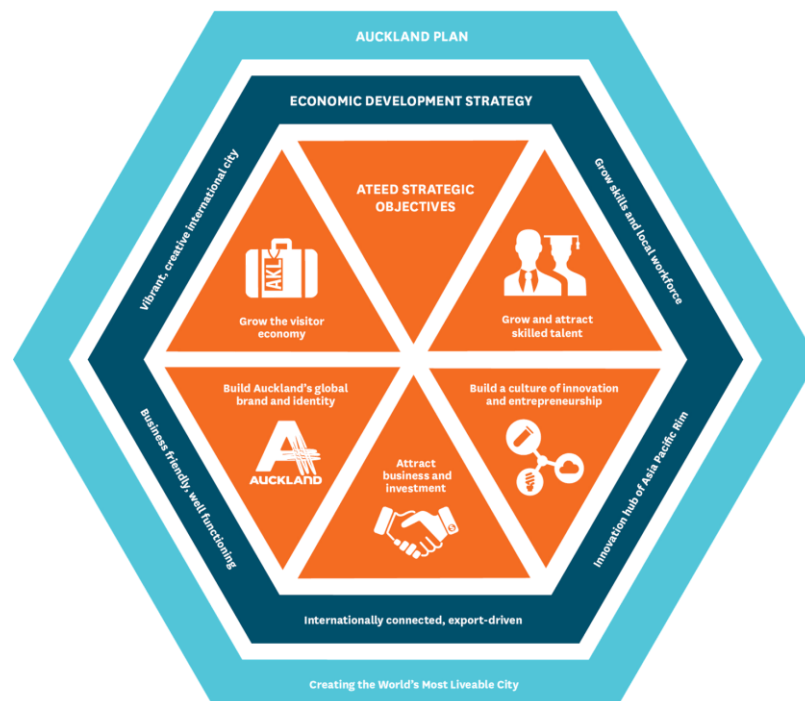 AUCKLAND PLAN
ECONOMIC DEVELOPMENT STRATEGY
Vibrant, creative international city
Grow skills and local workforce
ATEED STRATEGIC
OBJECTIVES
AKL
Grow the visitor
economy
Grow and attract
skilled talent
Build Auckland's global
brand and identity
A
AUCKLAND
Attract
business and
investment
$
Build a culture of innovation
and entrepreneurship
Business friendly, well functioning
Innovation hub of Asia Pacific Rim
Internationally connected, export-driven
Creating the World's Most Liveable City